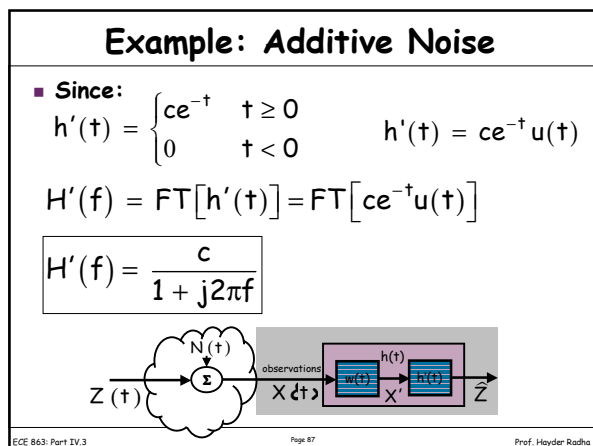 Example: Additive Noise
■ Since:
h′(t) = {ce⁻ᵗ t ≥ 0
0 t < 0
h'(t) = ce⁻ᵗ u(t)
H′(f) = FT[h′(t)] = FT[ce⁻ᵗu(t)]
H′(f) = c / (1 + j2πf)
N(t)
Z(t)
Σ
observations
X(t)
h(t)
w(t)
X'
h'(t)
Ẑ
ECE 863: Part IV.3
Page 87
Prof. Hayder Radha